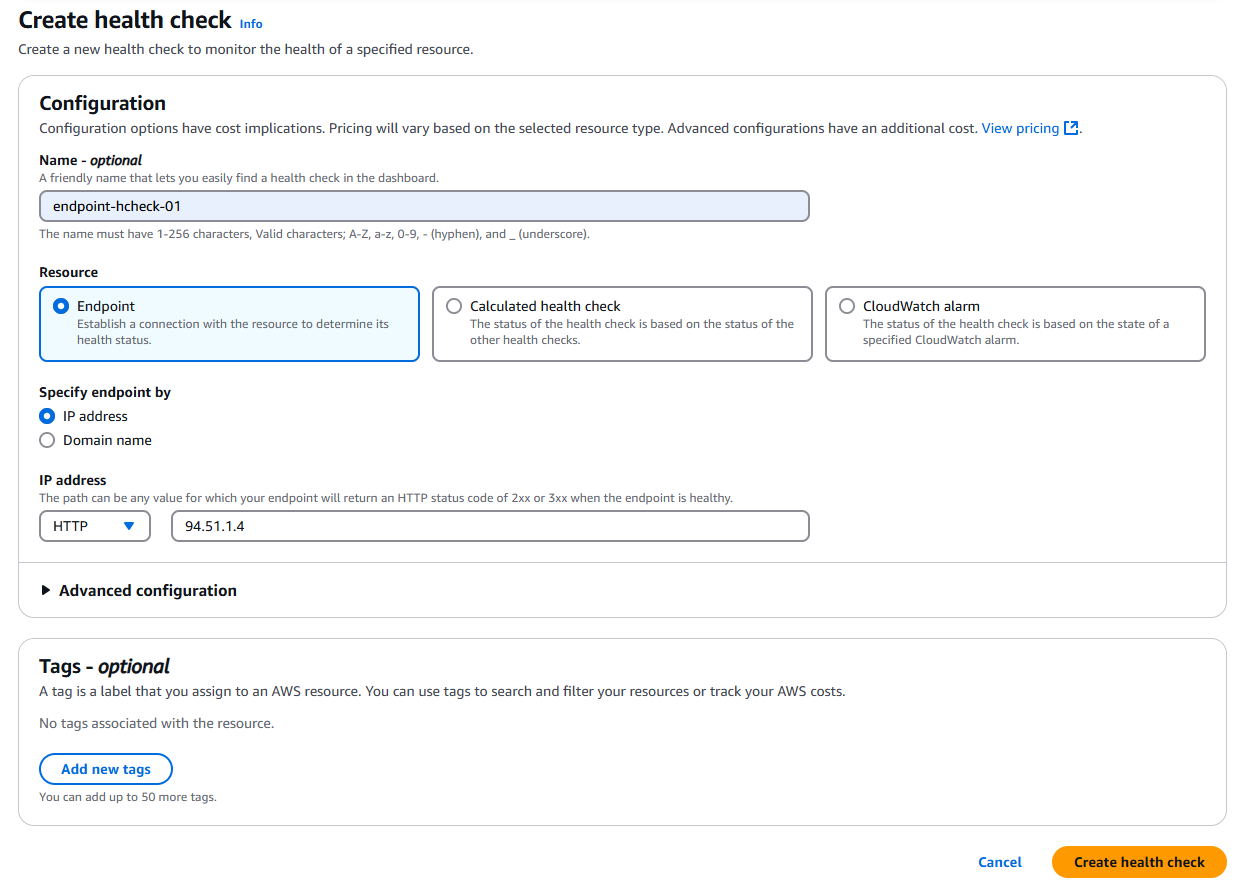 Create health check Info
Create a new health check to monitor the health of a specified resource.
Configuration
Configuration options have cost implications. Pricing will vary based on the selected resource type. Advanced configurations have an additional cost. View pricing.
Name - optional
A friendly name that lets you easily find a health check in the dashboard.
endpoint-hcheck-01
The name must have 1-256 characters, Valid characters; A-Z, a-z, 0-9, - (hyphen), and _ (underscore).
Resource
Endpoint
Establish a connection with the resource to determine its
health status.
Calculated health check
The status of the health check is based on the status of the
other health checks.
CloudWatch alarm
The status of the health check is based on the state of a
specified CloudWatch alarm.
Specify endpoint by
IP address
Domain name
IP address
The path can be any value for which your endpoint will return an HTTP status code of 2xx or 3xx when the endpoint is healthy.
HTTP
94.51.1.4
Advanced configuration
Tags - optional
A tag is a label that you assign to an AWS resource. You can use tags to search and filter your resources or track your AWS costs.
No tags associated with the resource.
Add new tags
You can add up to 50 more tags.
Cancel
Create health check